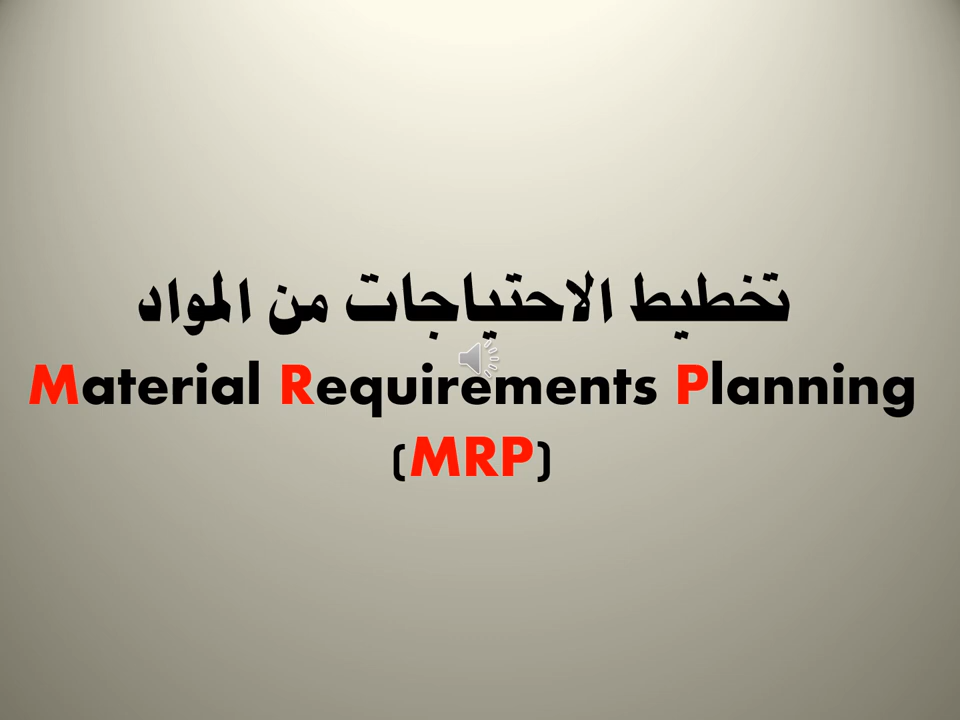 تخطيط الاحتياجات من المواد
Material Requirements Planning
(MRP)